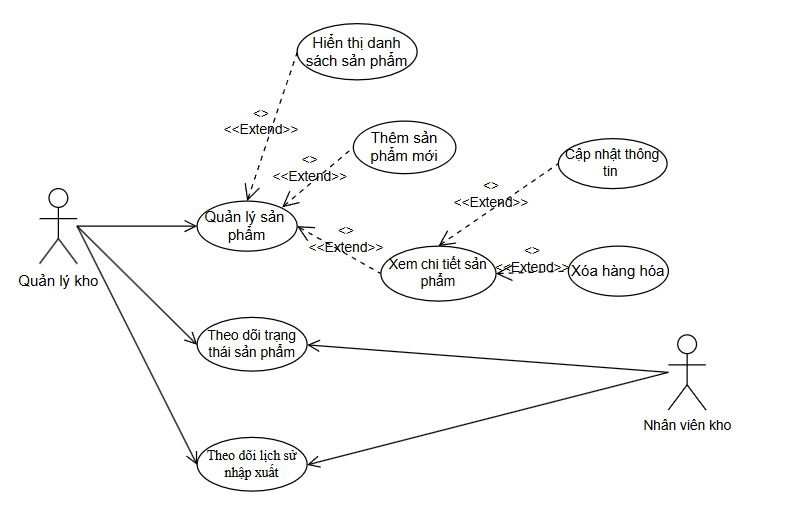 Hiển thị danh
sách sản phẩm
<>
<<Extend>>
Thêm sản
phẩm mới
<>
<<Extend>>
Cập nhật thông
tin
<>
<<Extend>>
Quản lý sản
phẩm
<>
<<Extend>>
Xem chi tiết sản
phẩm
<>
<<Extend>>
Xóa hàng hóa
Quản lý kho
Theo dõi trạng
thái sản phẩm
Nhân viên kho
Theo dõi lịch sử
nhập xuất